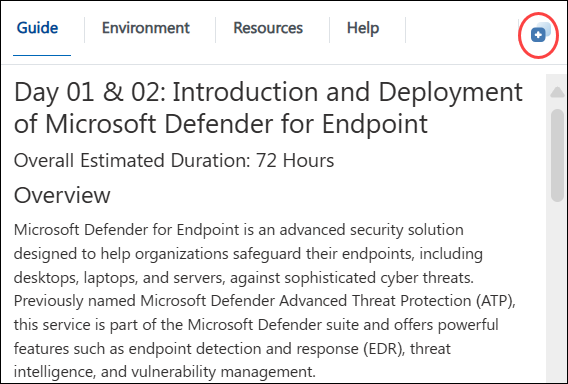 Guide Environment Resources Help
Day 01 & 02: Introduction and Deployment
of Microsoft Defender for Endpoint
Overall Estimated Duration: 72 Hours
Overview
Microsoft Defender for Endpoint is an advanced security solution
designed to help organizations safeguard their endpoints, including
desktops, laptops, and servers, against sophisticated cyber threats.
Previously named Microsoft Defender Advanced Threat Protection (ATP),
this service is part of the Microsoft Defender suite and offers powerful
features such as endpoint detection and response (EDR), threat
intelligence, and vulnerability management.